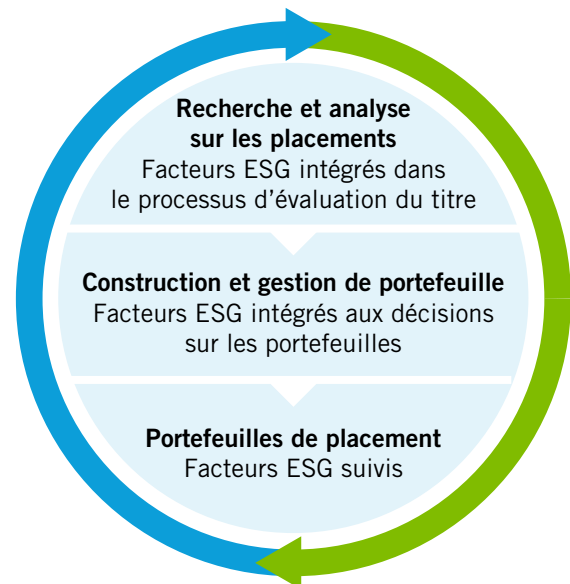 Recherche et analyse
sur les placements
Facteurs ESG intégrés dans
le processus d’évaluation du titre
Construction et gestion de portefeuille
Facteurs ESG intégrés aux décisions
sur les portefeuilles
Portefeuilles de placement
Facteurs ESG suivis